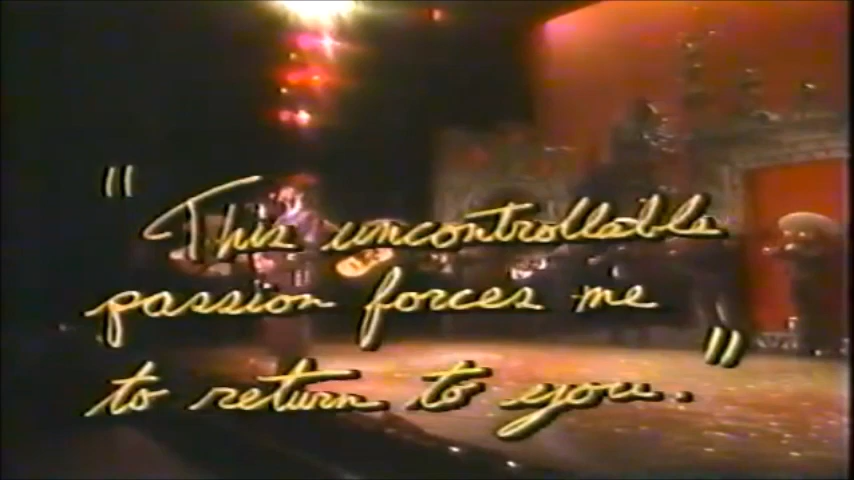 "This uncontrollable
passion forces me
to return to you."